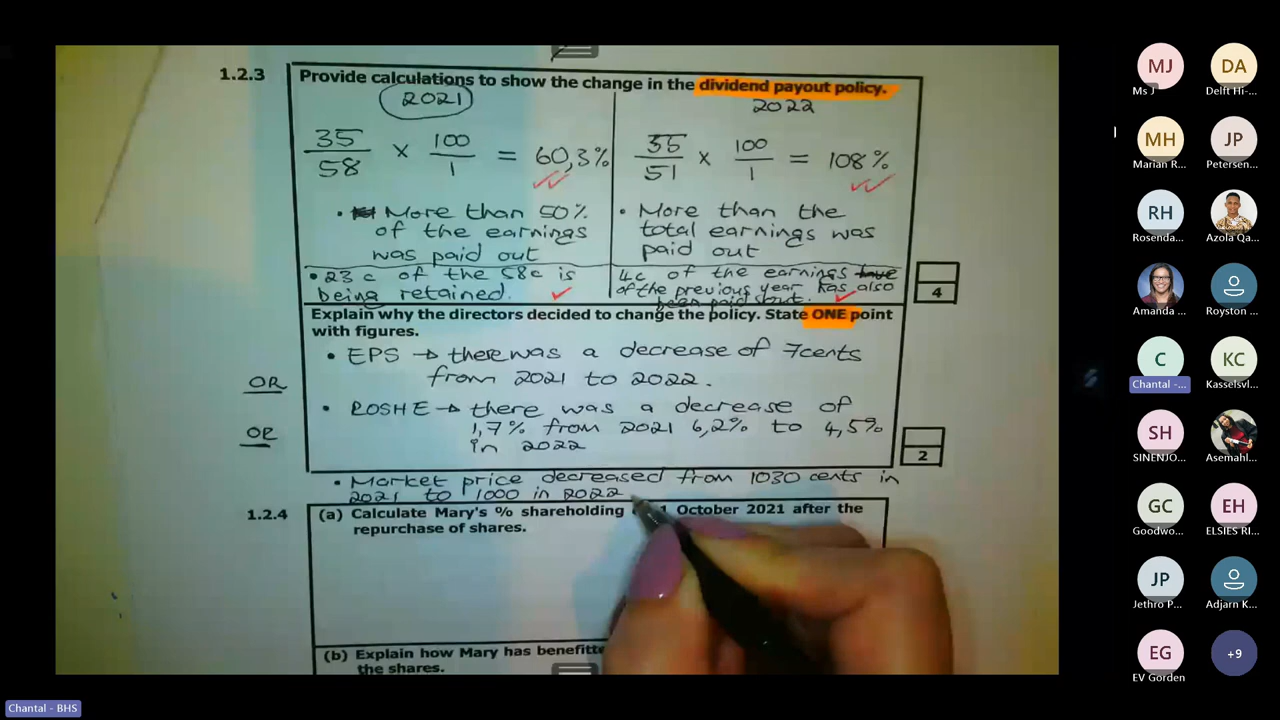 1.2.3 Provide calculations to show the change in the dividend payout policy.
2021
2022
35/58 × 100/1 = 60,3%
35/51 × 100/1 = 108%
• More than 50%
of the earnings
was paid out
• 23 c of the 58c is
being retained.
• More than the
total earnings was
paid out
4c of the earnings have
of the previous year has also
been paid out.
4
Explain why the directors decided to change the policy. State ONE point
with figures.
• EPS → there was a decrease of 7cents
from 2021 to 2022.
OR
• ROSHE → there was a decrease of
1,7% from 2021 6,2% to 4,5%
in 2022
OR
2
• Market price decreased from 1030 cents in
2021 to 1000 in 2022
1.2.4 (a) Calculate Mary's % shareholding 1 October 2021 after the
repurchase of shares.
(b) Explain how Mary has benefitte
the shares.
MJ
Ms J
DA
Delft Hi-...
MH
Marian R...
JP
Petersen...
RH
Rosenda...
Azola Qa...
Amanda ...
Royston ...
C
Chantal -...
KC
Kasselsvl...
SH
SINENJO...
Asemahl...
GC
Goodwo...
EH
ELSIES RI...
JP
Jethro P...
Adjarn K...
EG
EV Gorden
+9
Chantal - BHS